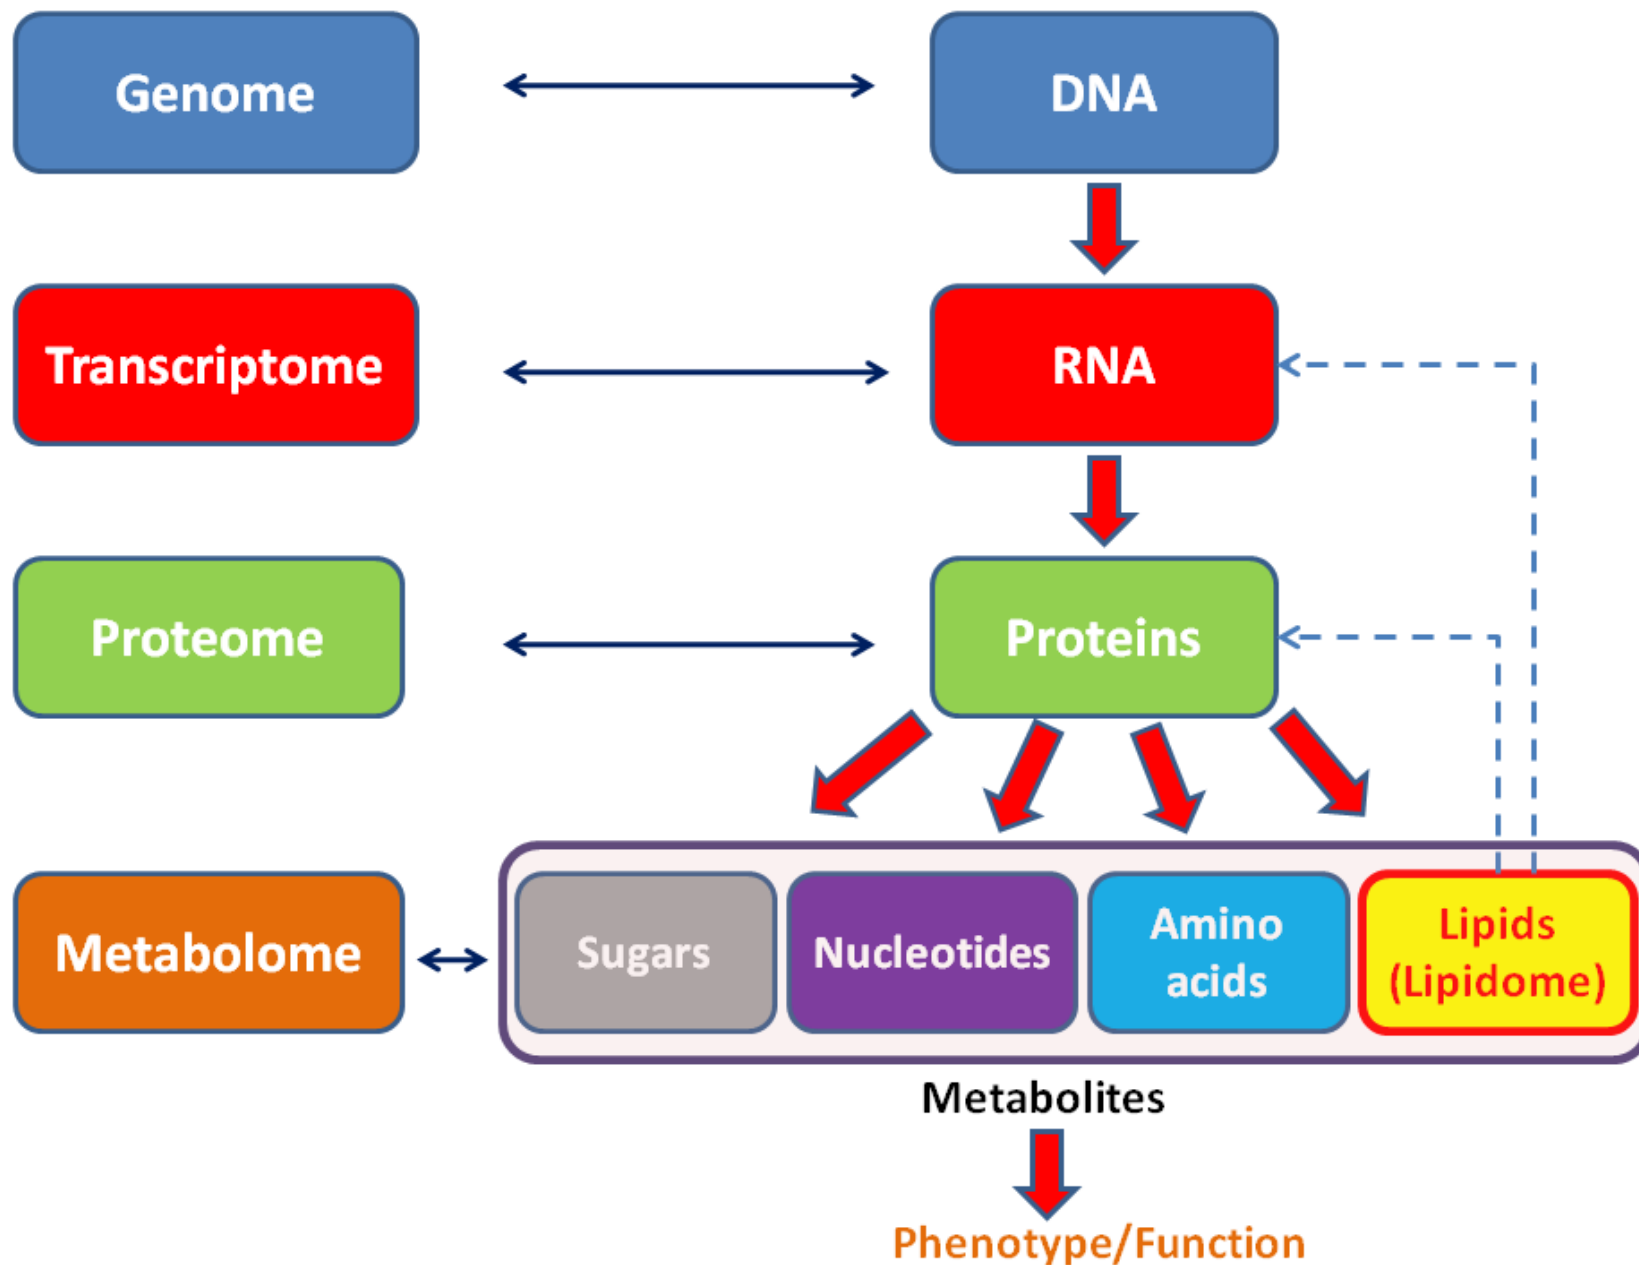 Genome
DNA
Transcriptome
RNA
Proteome
Proteins
Metabolome
Sugars
Nucleotides
Amino
acids
Lipids
(Lipidome)
Metabolites
Phenotype/Function